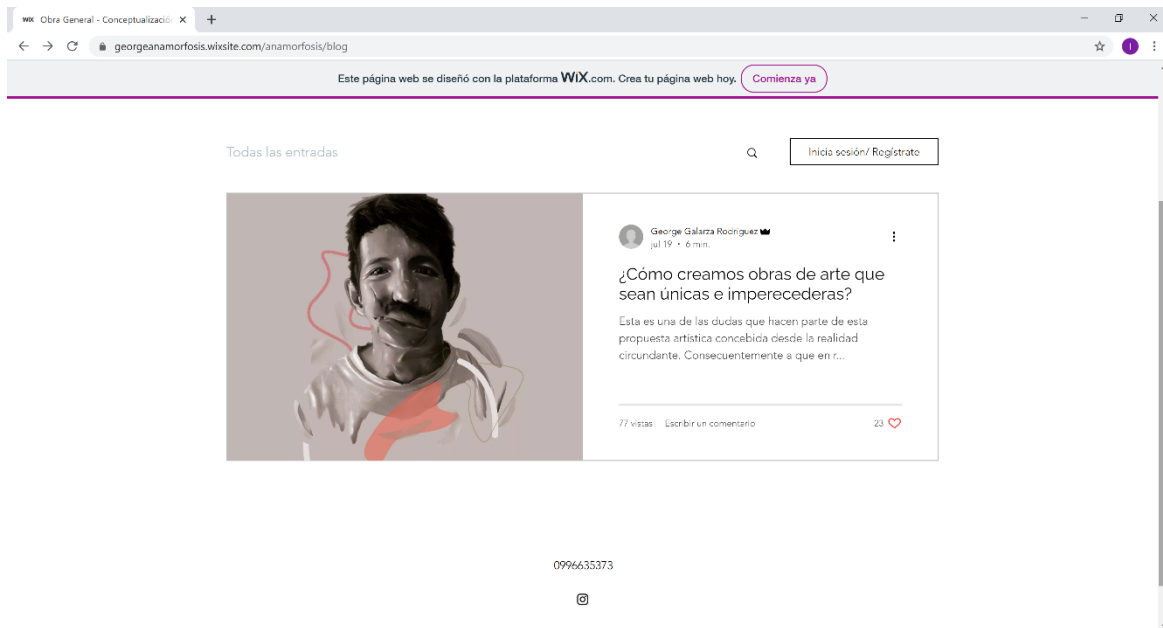 WIX Obra General - Conceptualizació
georgeanamorfosis.wixsite.com/anamorfosis/blog
I
Este página web se diseñó con la plataforma WiX.com. Crea tu página web hoy. Comienza ya
Todas las entradas
Inicia sesión/ Regístrate
George Galarza Rodriguez
jul 19 • 6 min.
¿Cómo creamos obras de arte que
sean únicas e imperecederas?
Esta es una de las dudas que hacen parte de esta
propuesta artística concebida desde la realidad
circundante. Consecuentemente a que en r...
77 vistas Escribir un comentario 23
0996635373